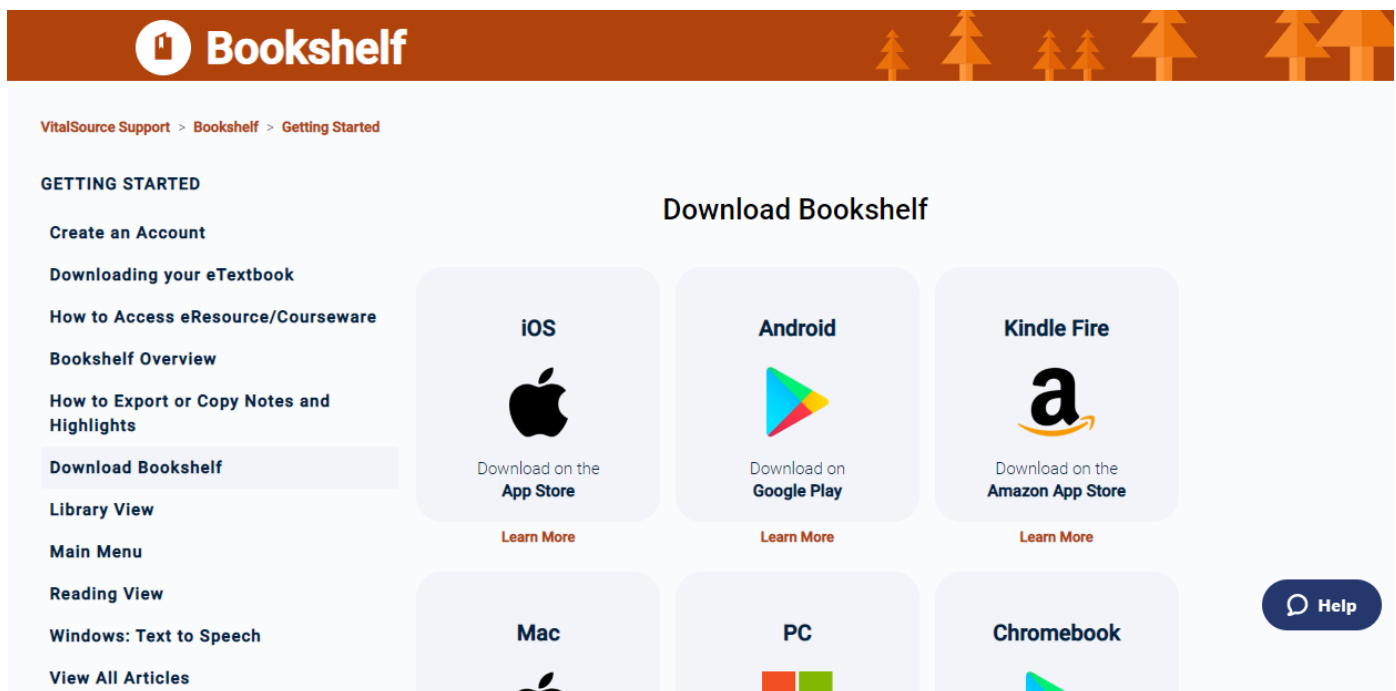 Bookshelf
VitalSource Support > Bookshelf > Getting Started
GETTING STARTED
Create an Account
Downloading your eTextbook
How to Access eResource/Courseware
Bookshelf Overview
How to Export or Copy Notes and
Highlights
Download Bookshelf
Library View
Main Menu
Reading View
Windows: Text to Speech
View All Articles
Download Bookshelf
iOS
Download on the
App Store
Learn More
Android
Download on
Google Play
Learn More
Kindle Fire
a
Download on the
Amazon App Store
Learn More
Mac
PC
Chromebook
Help